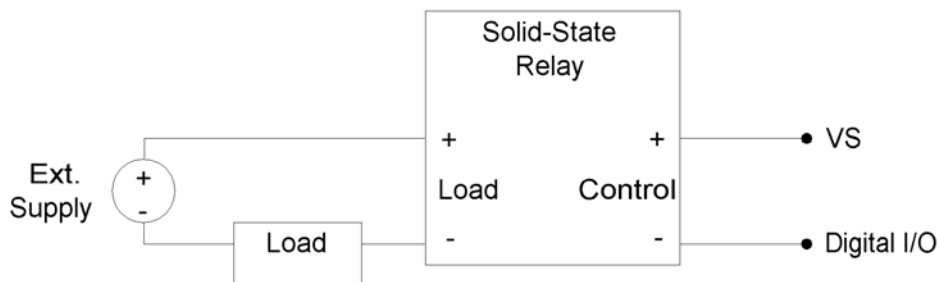 Solid-State
Relay
+ + VS
Ext.
Supply
+
-
Load Control
Load - - Digital I/O